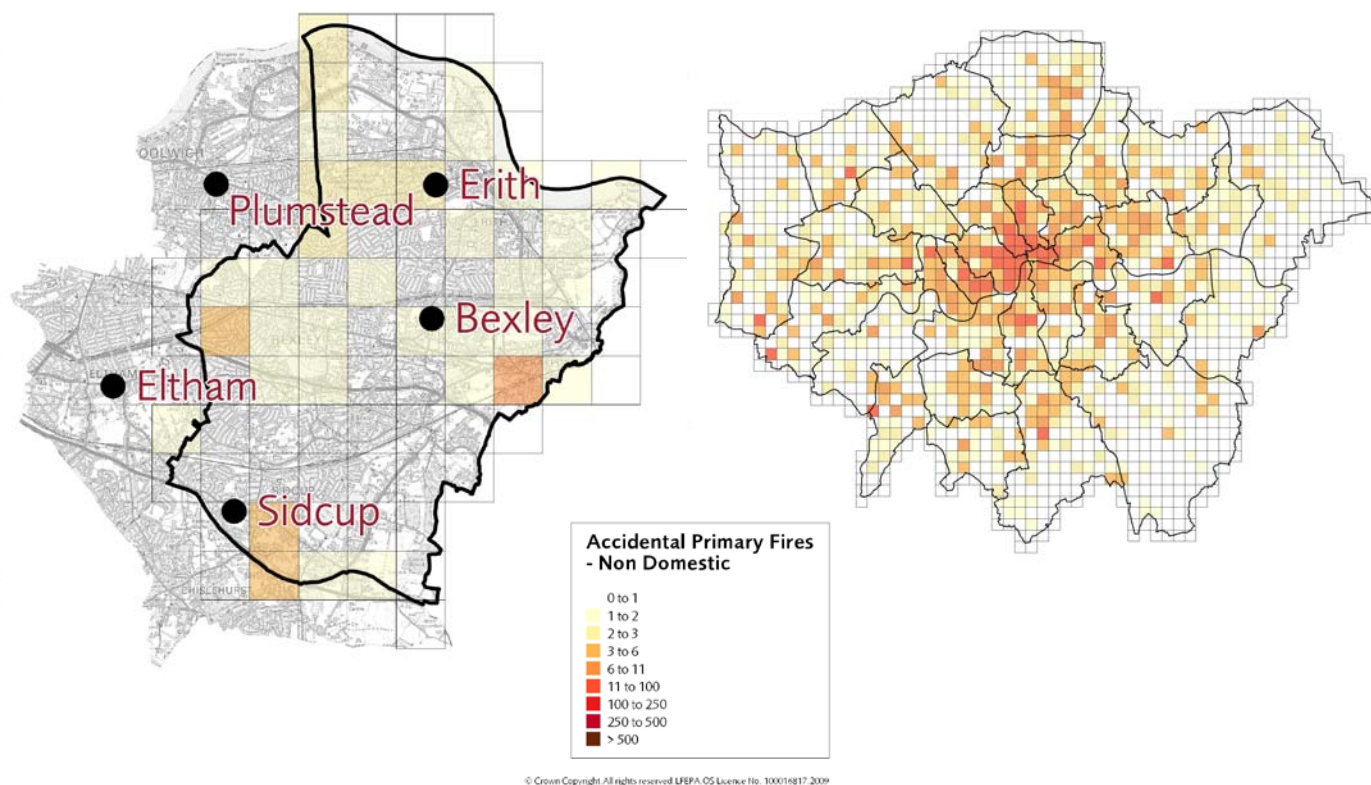 OOLWICH
Plumstead
Erith
Bexley
BEXLEY
Eltham
Sidcup
CHISLEHURST
Accidental Primary Fires
- Non Domestic
0 to 1
1 to 2
2 to 3
3 to 6
6 to 11
11 to 100
100 to 250
250 to 500
> 500
© Crown Copyright. All rights reserved LFEPA. OS Licence No. 100016817.2009